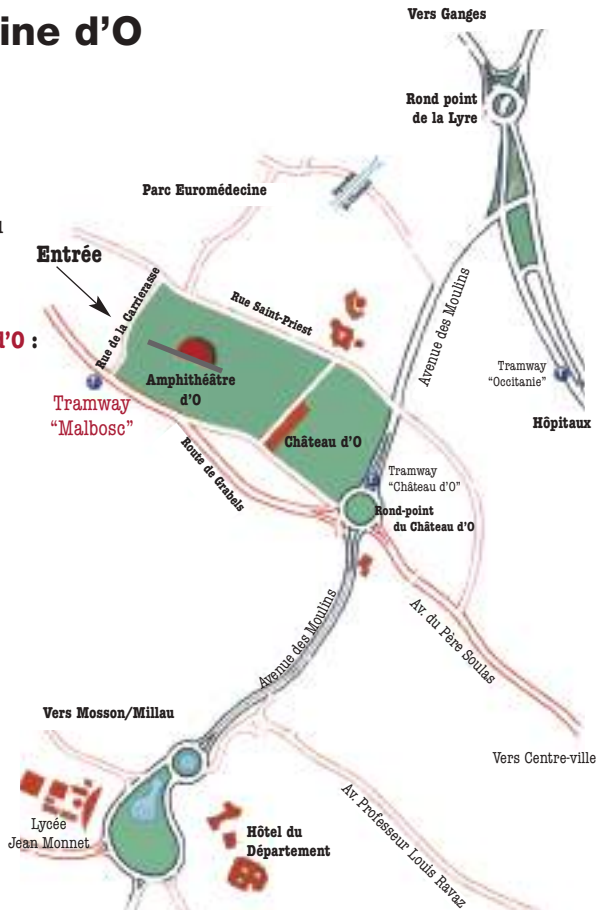 ine d'O
Vers Ganges
Rond point
de la Lyre
Parc Euromédecine
Entrée
Rue de la Carrierasse
Rue Saint-Priest
Avenue des Moulins
d'O :
Amphithéâtre
d'O
Tramway
"Malbosc"
Tramway
"Occitanie"
Hôpitaux
Château d'O
Route de Grabels
Tramway
"Château d'O"
Rond-point
du Château d'O
Avenue des Moulins
Av. du Père Soulas
Vers Mosson/Millau
Vers Centre-ville
Lycée
Jean Monnet
Hôtel du
Département
Av. Professeur Louis Ravaz